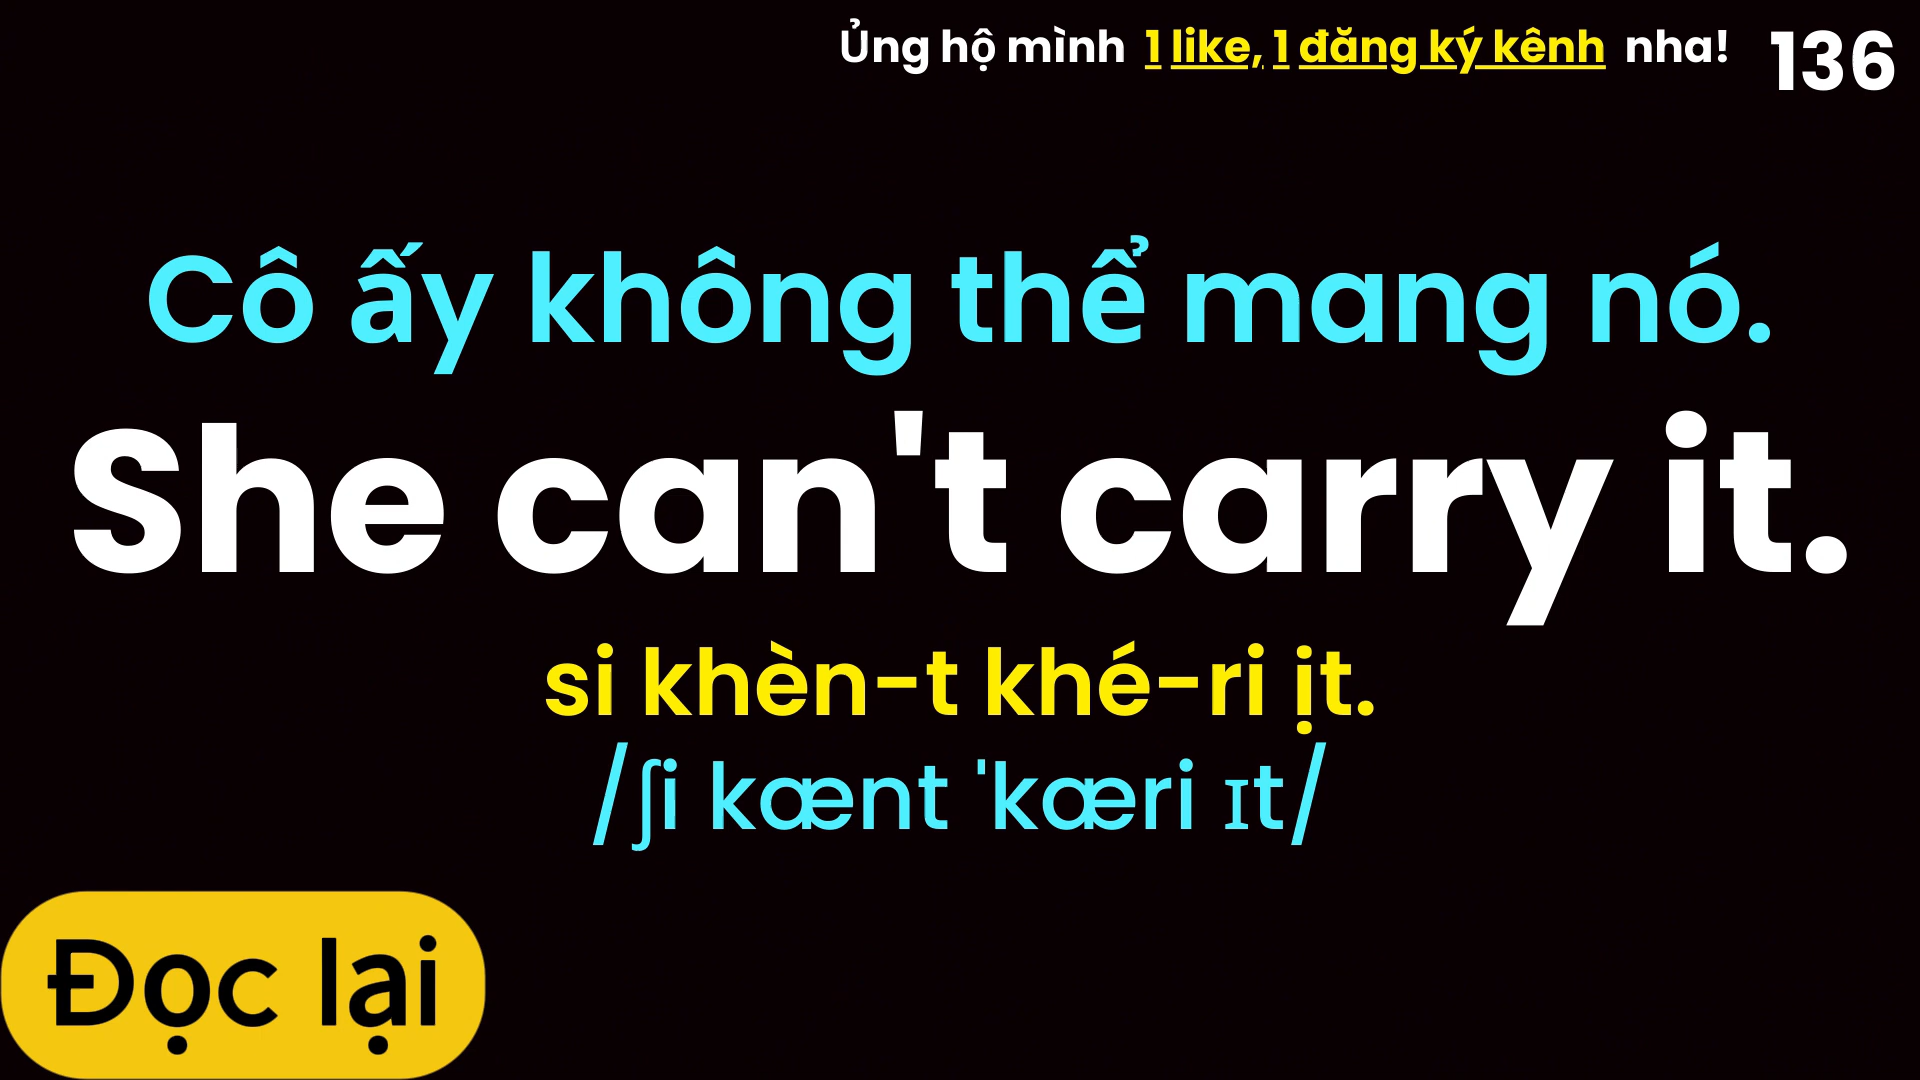 Ủng hộ mình 1 like, 1 đăng ký kênh nha! 136
Cô ấy không thể mang nó.
She can't carry it.
si khèn-t khé-ri ịt.
/ʃi kænt ˈkæri ɪt/
Đọc lại